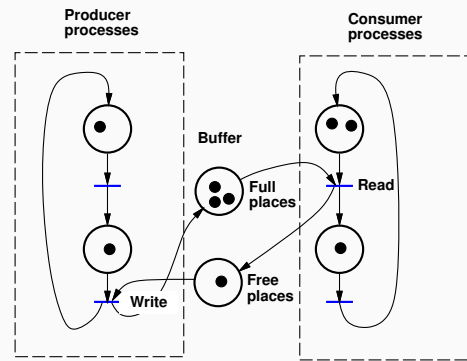 Producer
processes
Consumer
processes
Buffer
Full
places
Read
Free
places
Write